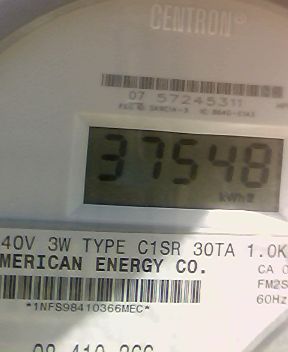 CENTRON®
07 57245311
37548
kWh
40V 3W TYPE C1SR 30TA 1.0K
MERICAN ENERGY CO.
CA 0
FM2S
60Hz
*1NFS98410366MEC*